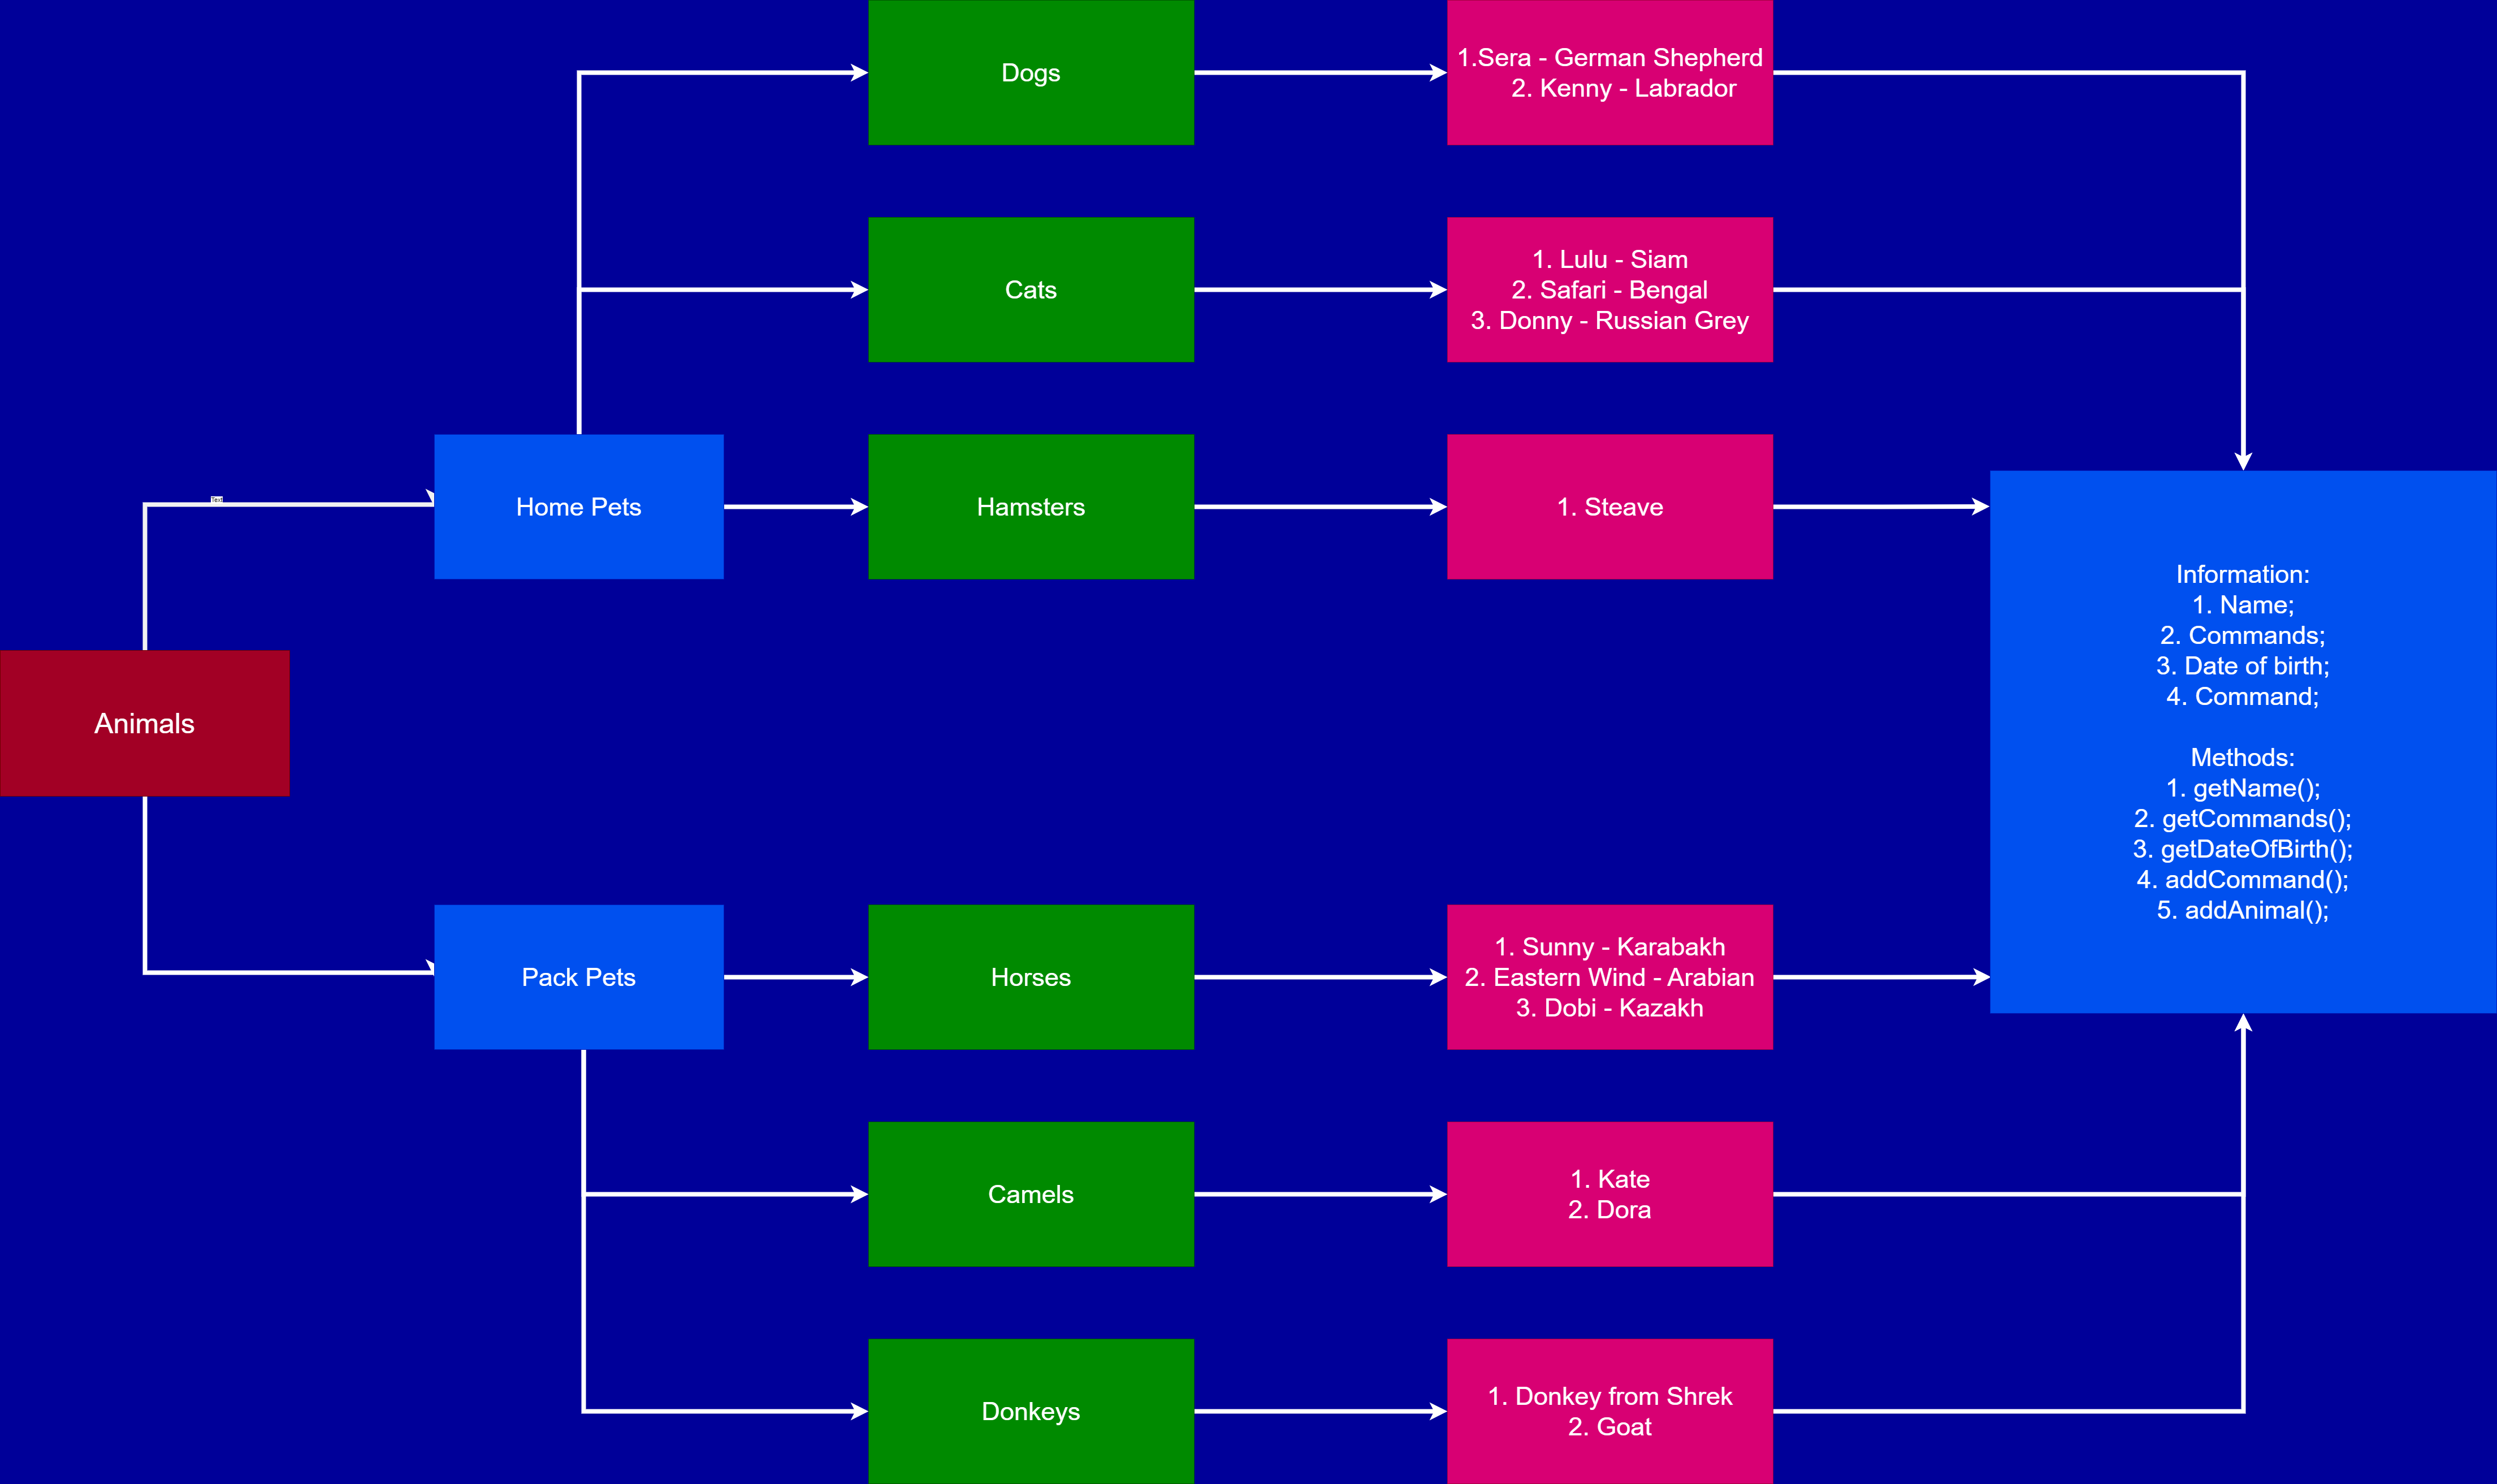 Dogs
1.Sera - German Shepherd
2. Kenny - Labrador
Cats
1. Lulu - Siam
2. Safari - Bengal
3. Donny - Russian Grey
Text
Home Pets
Hamsters
1. Steave
Animals
Information:
1. Name;
2. Commands;
3. Date of birth;
4. Command;
Methods:
1. getName();
2. getCommands();
3. getDateOfBirth();
4. addCommand();
5. addAnimal();
Pack Pets
Horses
1. Sunny - Karabakh
2. Eastern Wind - Arabian
3. Dobi - Kazakh
Camels
1. Kate
2. Dora
Donkeys
1. Donkey from Shrek
2. Goat